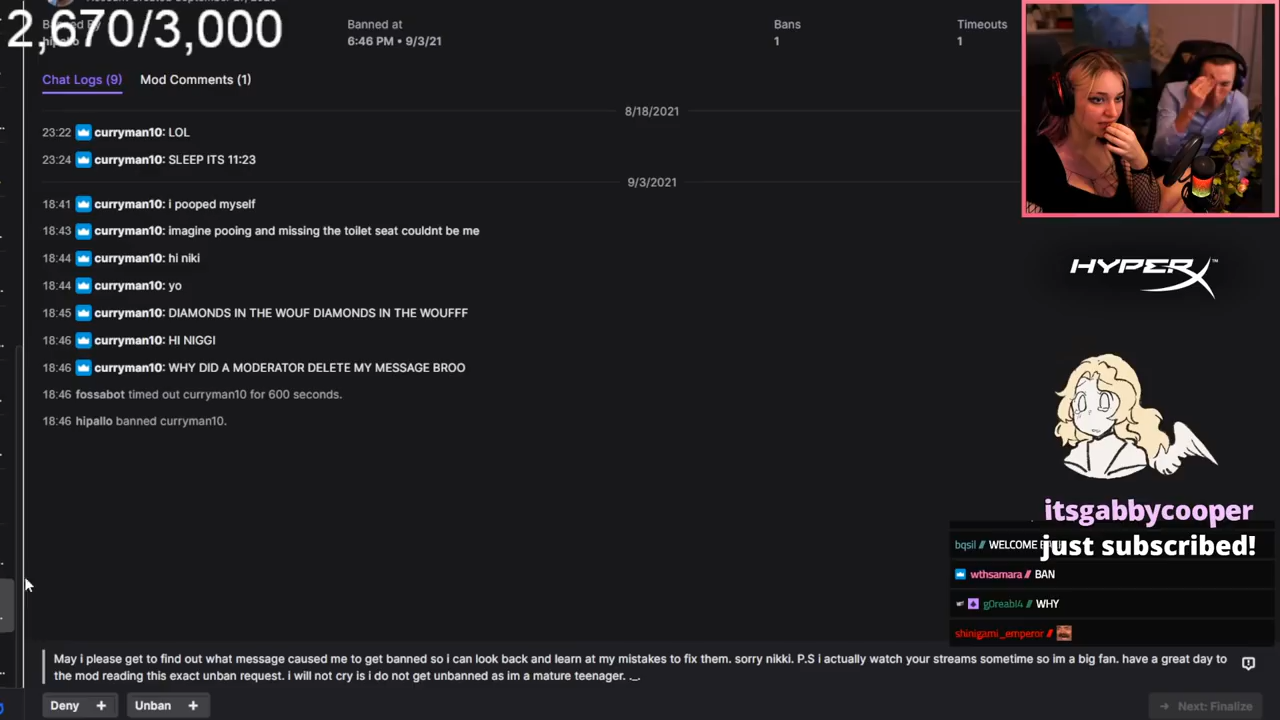 2,670/3,000
Banned at
Bans
Timeouts
hipallo
6:46 PM • 9/3/21
1
1
Chat Logs (9)
Mod Comments (1)
8/18/2021
23:22 curryman10: LOL
23:24 curryman10: SLEEP ITS 11:23
9/3/2021
18:41 curryman10: i pooped myself
18:43 curryman10: imagine pooing and missing the toilet seat couldnt be me
18:44 curryman10: hi niki
18:44 curryman10: yo
18:45 curryman10: DIAMONDS IN THE WOUF DIAMONDS IN THE WOUFFF
18:46 curryman10: HI NIGGI
18:46 curryman10: WHY DID A MODERATOR DELETE MY MESSAGE BROO
18:46 fossabot timed out curryman10 for 600 seconds.
18:46 hipallo banned curryman10.
HYPERX™
itsgabbycooper
just subscribed!
bqsil // WELCOME
wthsamara // BAN
g0reabl4 // WHY
shinigami_emperor //
May i please get to find out what message caused me to get banned so i can look back and learn at my mistakes to fix them. sorry nikki. P.S i actually watch your streams sometime so im a big fan. have a great day to
the mod reading this exact unban request. i will not cry is i do not get unbanned as im a mature teenager. ._.
Deny +
Unban +
→ Next: Finalize